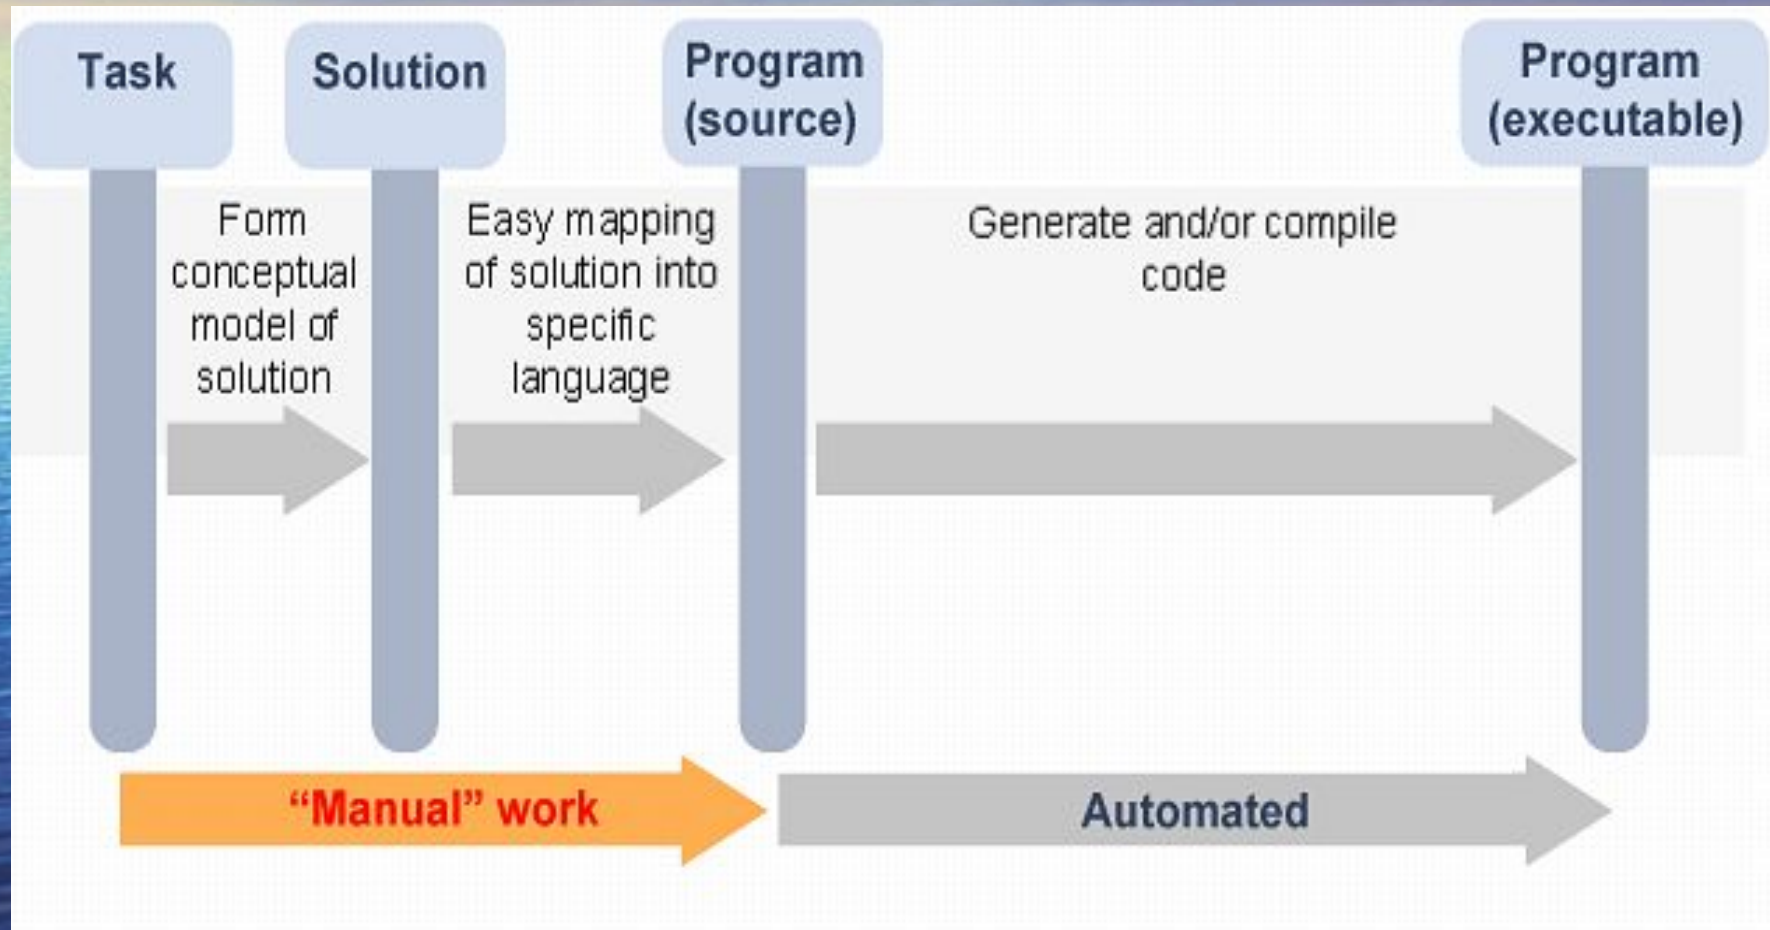 Task
Solution
Program
(source)
Program
(executable)
Form
conceptual
model of
solution
Easy mapping
of solution into
specific
language
Generate and/or compile
code
“Manual” work
Automated